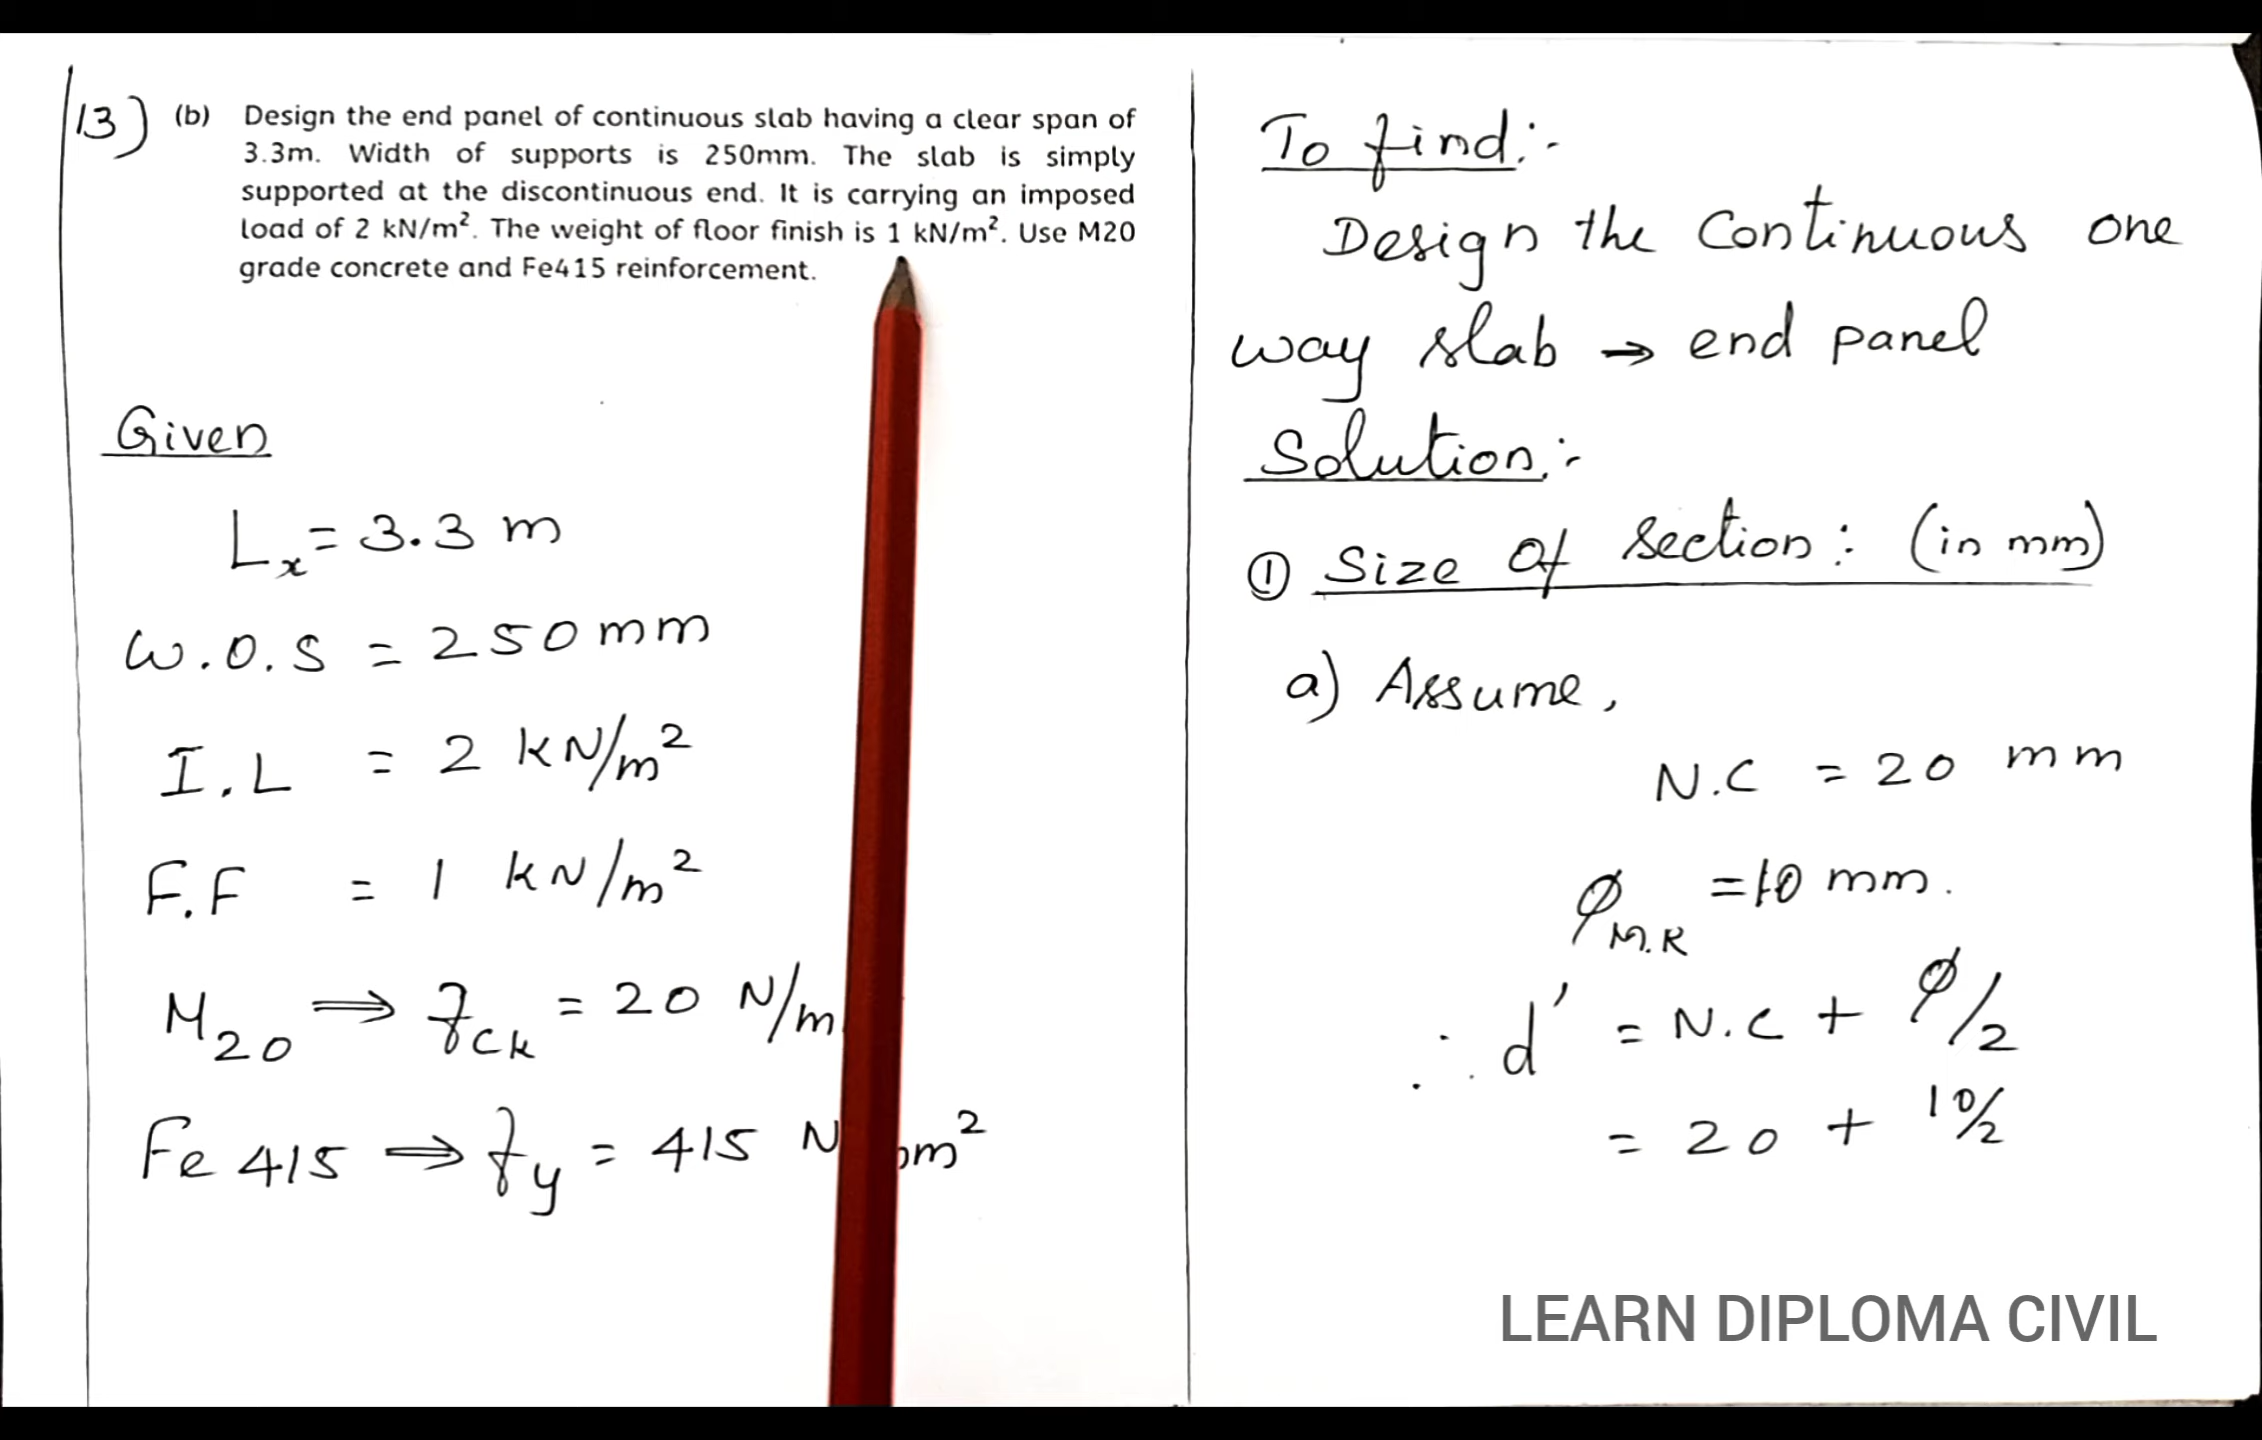 13) (b) Design the end panel of continuous slab having a clear span of
3.3m. Width of supports is 250mm. The slab is simply
supported at the discontinuous end. It is carrying an imposed
load of 2 kN/m². The weight of floor finish is 1 kN/m². Use M20
grade concrete and Fe415 reinforcement.
Given
Lx = 3.3 m
W.O.S = 250 mm
I.L = 2 kN/m²
F.F = 1 kN/m²
M20 ⇒ fck = 20 N/m
Fe 415 ⇒ fy = 415 N mm²
To find:-
Design the Continuous one
way slab → end panel
Solution:-
① Size of section: (in mm)
a) Assume,
N.C = 20 mm
φM.R = 10 mm.
∴ d' = N.C + φ/2
= 20 + 10/2
LEARN DIPLOMA CIVIL